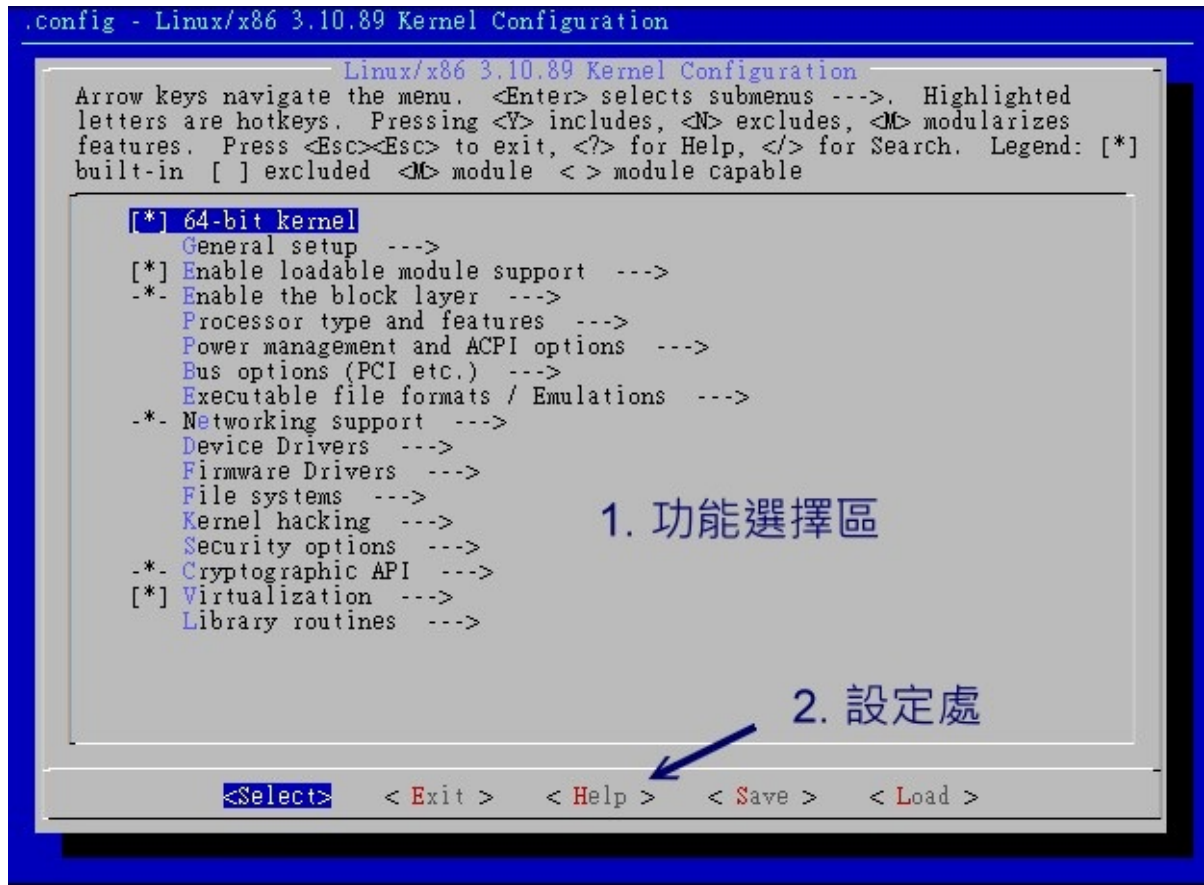 .config - Linux/x86 3.10.89 Kernel Configuration
Linux/x86 3.10.89 Kernel Configuration
Arrow keys navigate the menu.  <Enter> selects submenus --->.  Highlighted
letters are hotkeys.  Pressing <Y> includes, <N> excludes, <M> modularizes
features.  Press <Esc><Esc> to exit, <?> for Help, </> for Search.  Legend: [*]
built-in  [ ] excluded  <M> module  < > module capable
[*] 64-bit kernel
General setup  --->
[*] Enable loadable module support  --->
-*- Enable the block layer  --->
Processor type and features  --->
Power management and ACPI options  --->
Bus options (PCI etc.)  --->
Executable file formats / Emulations  --->
-*- Networking support  --->
Device Drivers  --->
Firmware Drivers  --->
File systems  --->
Kernel hacking  --->
1. 功能選擇區
Security options  --->
-*- Cryptographic API  --->
[*] Virtualization  --->
Library routines  --->
2. 設定處
<Select>    < Exit >    < Help >    < Save >    < Load >